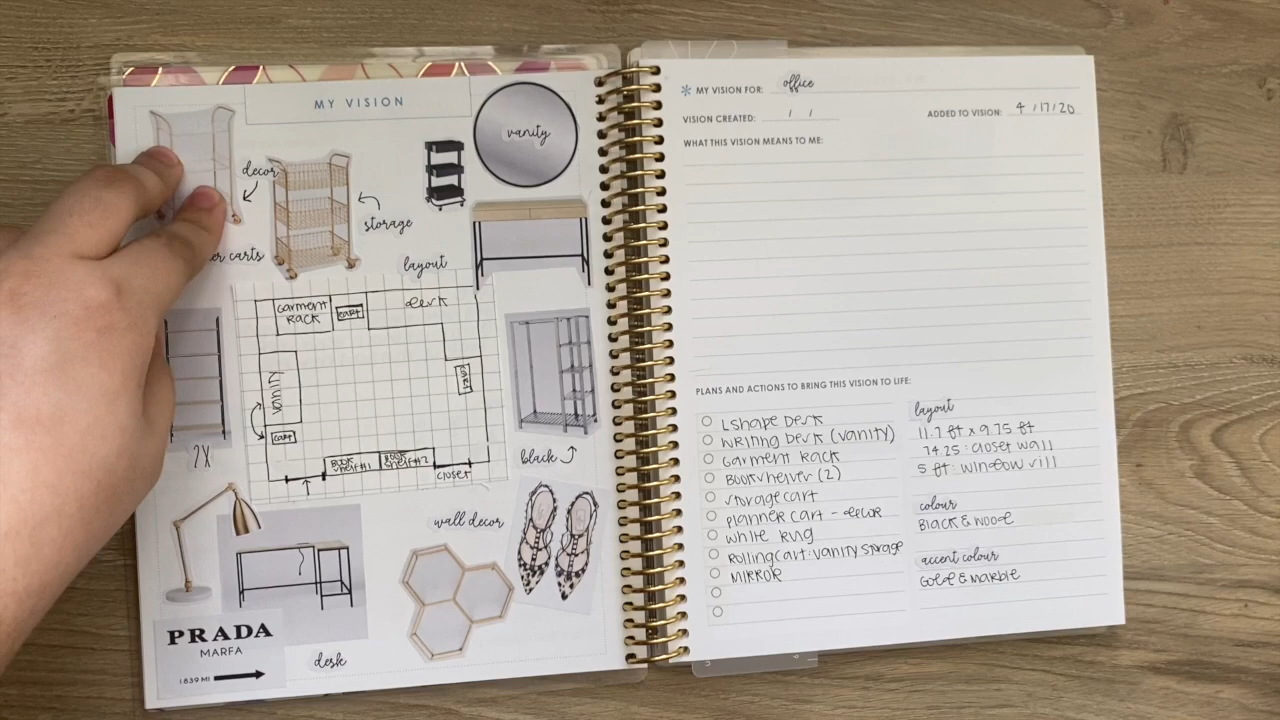 MY VISION
vanity
decor
storage
er carts
layout
GARMENT
RACK
CART
desk
VANITY
CART
CART
BOOK
SHELF#1
BOOK
SHELF#2
closet
2X
black
wall decor
PRADA
MARFA
1839 MI
desk
MY VISION FOR: office
VISION CREATED: / /
ADDED TO VISION: 4 / 17 / 20
WHAT THIS VISION MEANS TO ME:
PLANS AND ACTIONS TO BRING THIS VISION TO LIFE:
L shape desk
writing desk (vanity)
Garment Rack
Bookshelves (2)
storage cart
planner cart - decor
white rug
Rolling cart: vanity storage
MIRROR
layout
11.7 ft x 9.75 ft
74.25: closet wall
5 ft: window sill
colour
Black & wood
accent colour
Gold & marble